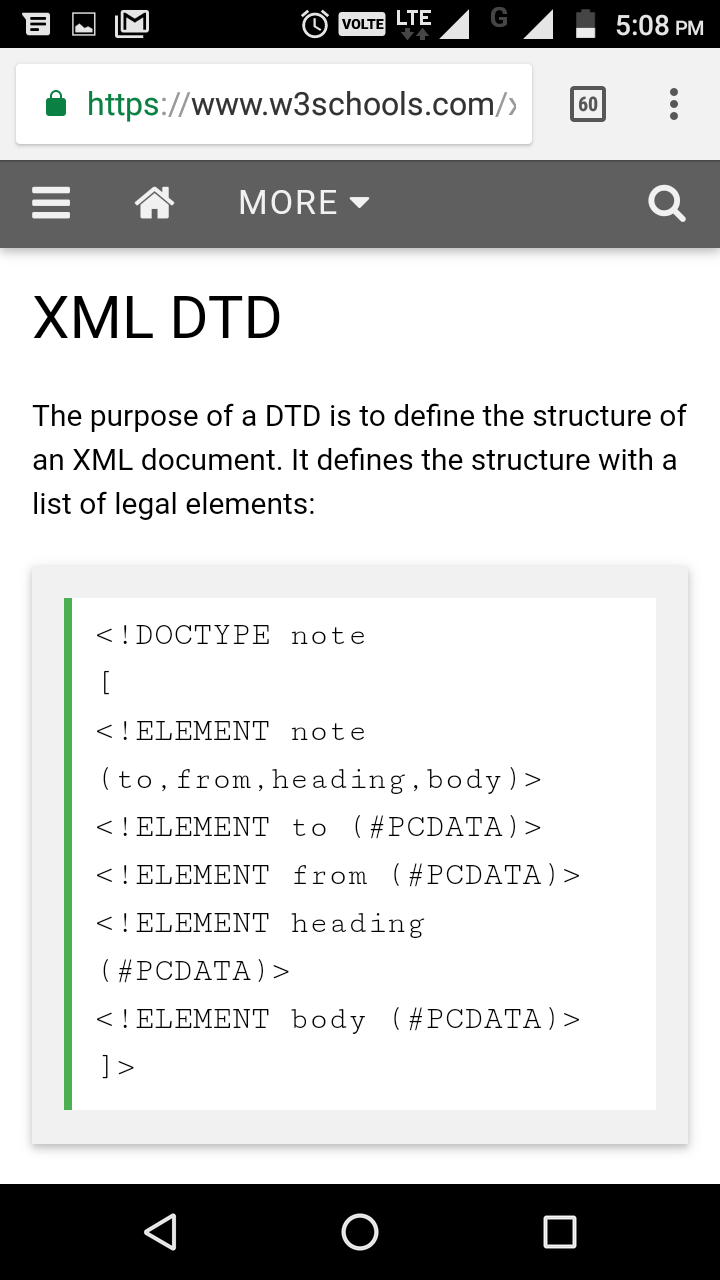 VOLTE LTE G 5:08 PM
https://www.w3schools.com/
60
MORE
XML DTD
The purpose of a DTD is to define the structure of
an XML document. It defines the structure with a
list of legal elements:
<!DOCTYPE note
[
<!ELEMENT note
(to,from,heading,body)>
<!ELEMENT to (#PCDATA)>
<!ELEMENT from (#PCDATA)>
<!ELEMENT heading
(#PCDATA)>
<!ELEMENT body (#PCDATA)>
]>